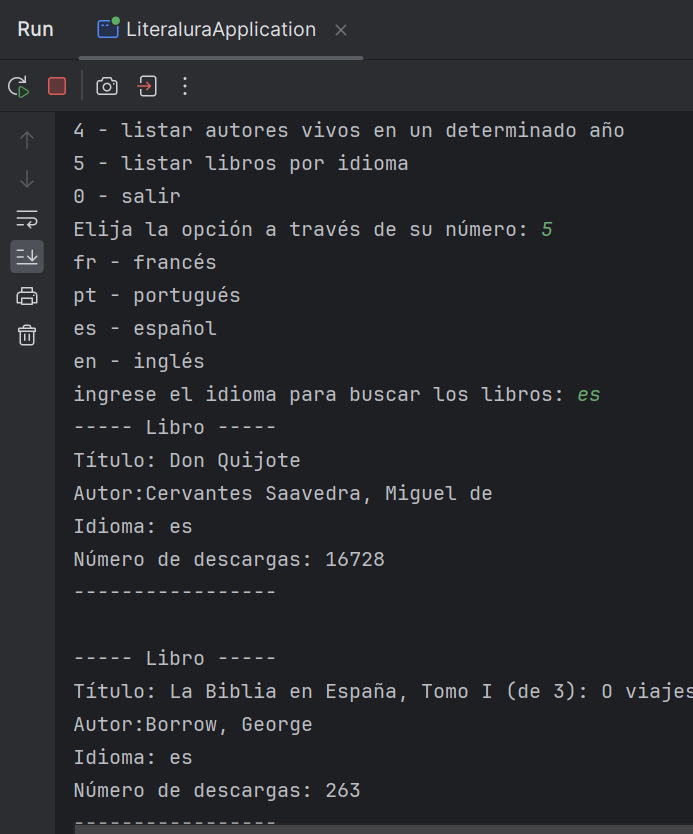 Run
LiteraluraApplication
4 - listar autores vivos en un determinado año
5 - listar libros por idioma
0 - salir
Elija la opción a través de su número: 5
fr - francés
pt - portugués
es - español
en - inglés
ingrese el idioma para buscar los libros: es
----- Libro -----
Título: Don Quijote
Autor:Cervantes Saavedra, Miguel de
Idioma: es
Número de descargas: 16728
-----------------
----- Libro -----
Título: La Biblia en España, Tomo I (de 3): O viajes
Autor:Borrow, George
Idioma: es
Número de descargas: 263
-----------------